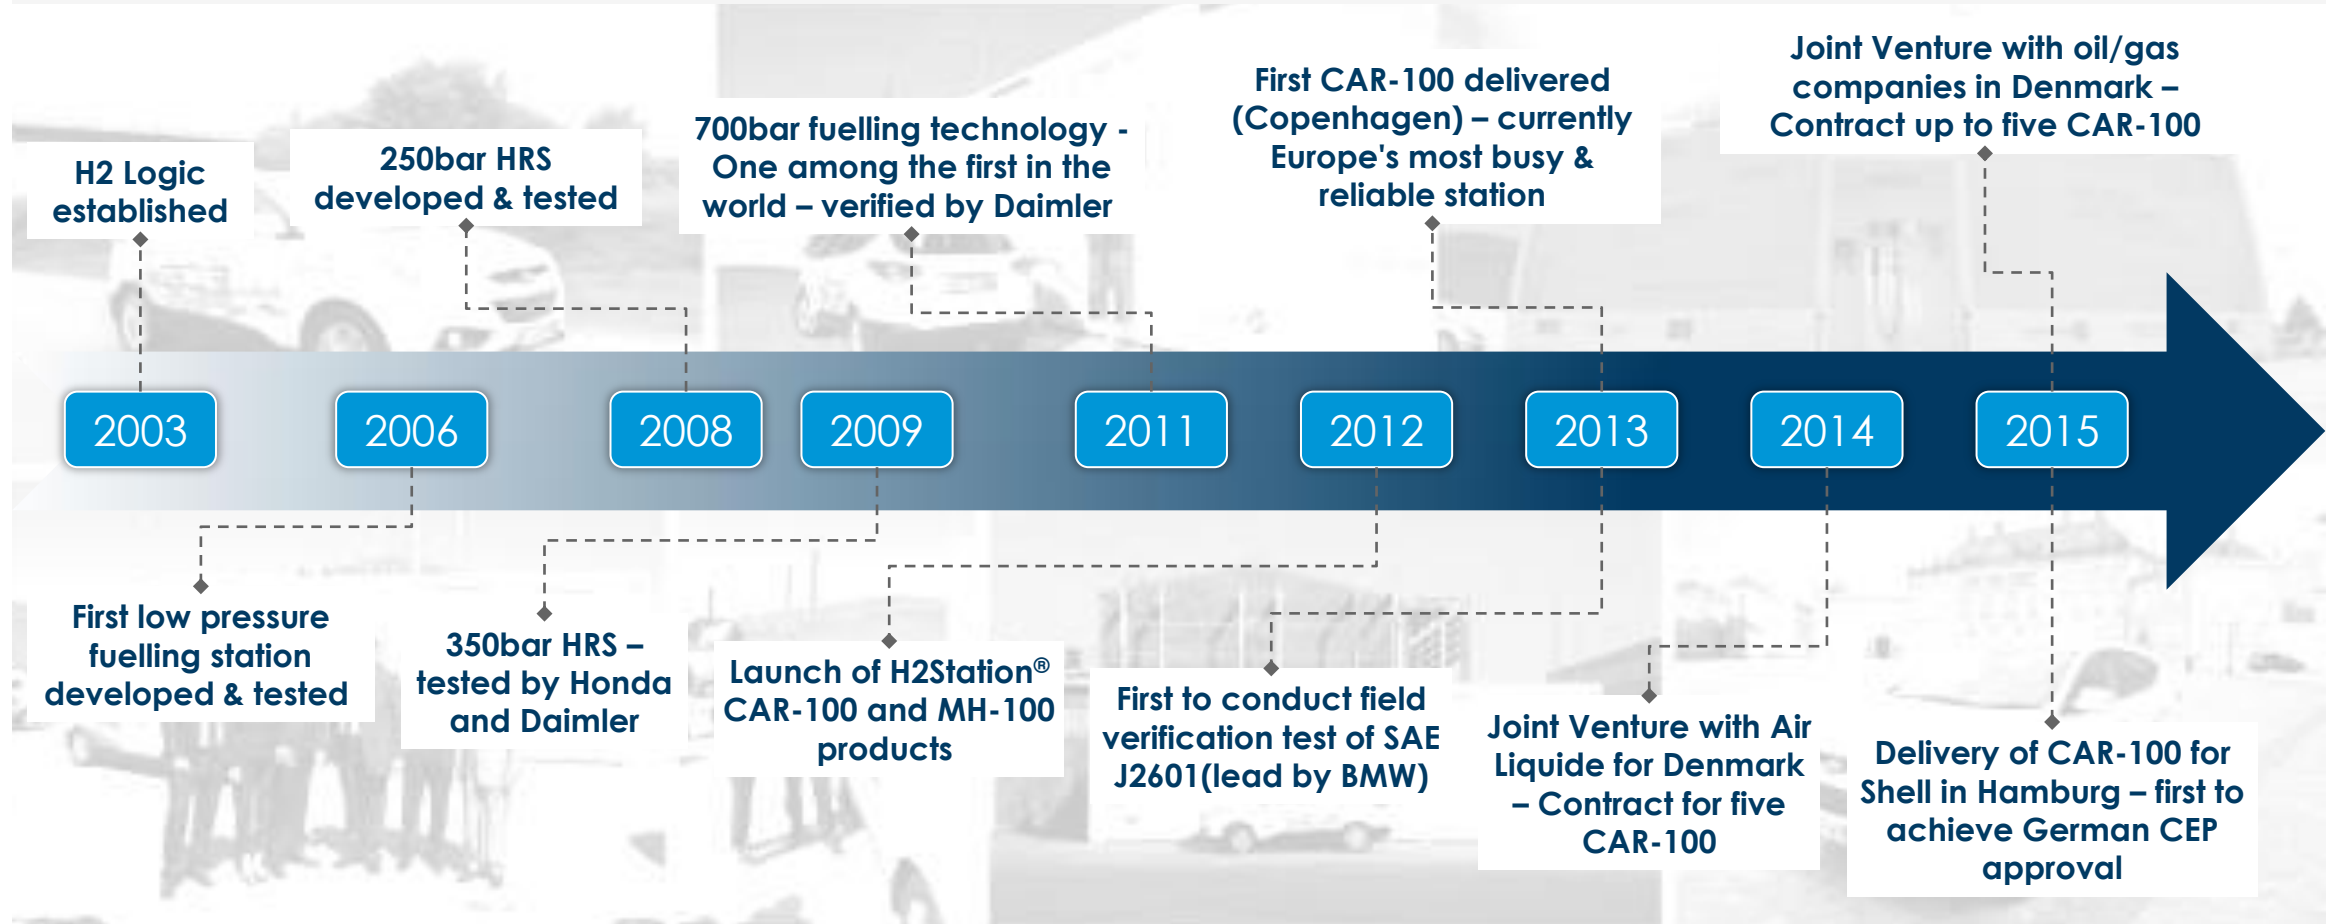 H2 Logic
established
250bar HRS
developed & tested
700bar fuelling technology -
One among the first in the
world – verified by Daimler
First CAR-100 delivered
(Copenhagen) – currently
Europe's most busy &
reliable station
Joint Venture with oil/gas
companies in Denmark –
Contract up to five CAR-100
2003
2006
2008
2009
2011
2012
2013
2014
2015
First low pressure
fuelling station
developed & tested
350bar HRS –
tested by Honda
and Daimler
Launch of H2Station®
CAR-100 and MH-100
products
First to conduct field
verification test of SAE
J2601(lead by BMW)
Joint Venture with Air
Liquide for Denmark
– Contract for five
CAR-100
Delivery of CAR-100 for
Shell in Hamburg – first to
achieve German CEP
approval